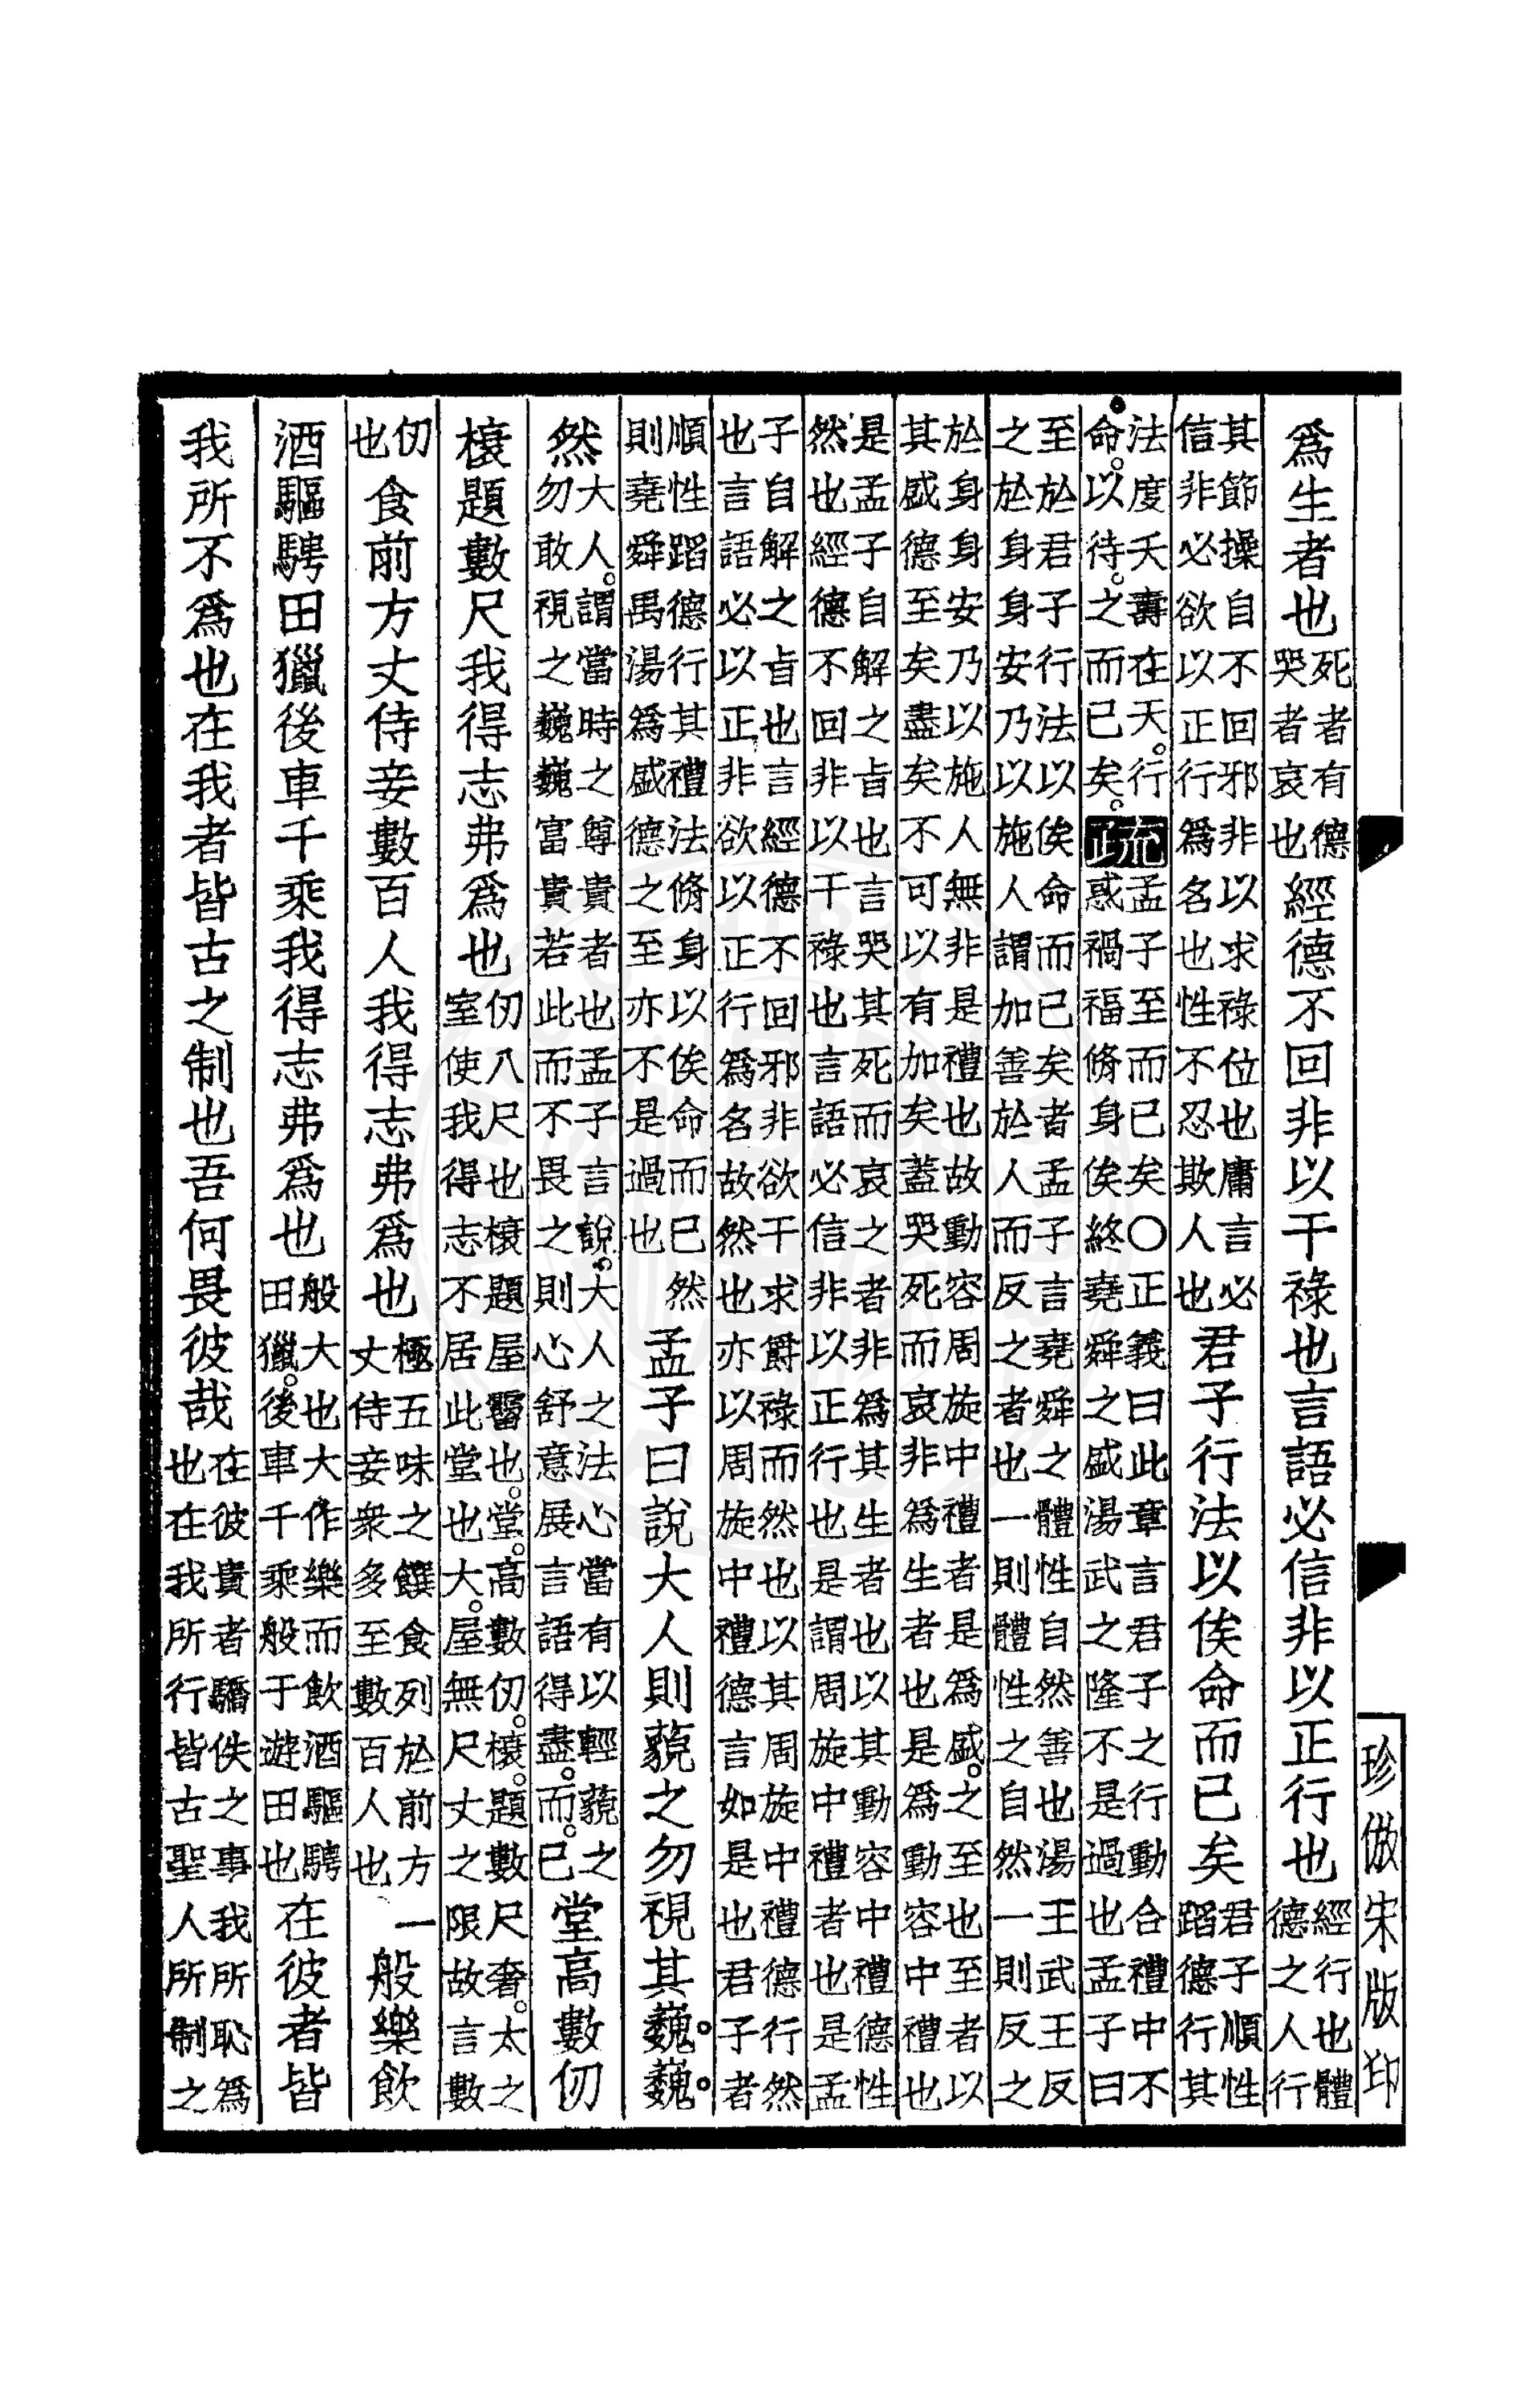 爲生者也死者有德哭者哀也經德不回非以干祿也言語必信非以正行也經行也體德之人行
其節操自不回邪非以求祿位也庸言必信非必欲以正行爲名也性不忍欺人也君子行法以俟命而已矣君子順性蹈德行其
法度夭壽在天。行命。以待。之而已矣。疏孟子至而已矣○正義曰此章言君子之行動合禮中不惑禍福脩身俟終堯舜之盛湯武之隆不是過也孟子曰
至於君子行法以俟命而已矣者孟子言堯舜之體性自然善也湯王武王反之於身身安乃以施人謂加善於人而反之者也一則體性之自然一則反之
於身身安乃以施人無非是禮也故動容周旋中禮者是爲盛。之至也至者以其盛德至矣盡矣不可以有加矣蓋哭死而哀非爲生者也是爲動容中禮也
是孟子自解之旨也言哭其死而哀之者非爲其生者也以其動容中禮德性然也經德不回非以干祿也言語必信非以正行也是謂周旋中禮者也是孟
子自解之旨也言經德不回邪非欲干求爵祿而然也以其周旋中禮德行然也言語必以正非欲以正行爲名故然也亦以周旋中禮德言如是也君子者
順性蹈德行其禮法脩身以俟命而已然則堯舜禹湯爲盛德之至亦不是過也孟子曰說大人則藐之勿視其巍。巍。
然大人。謂當時之尊貴者也孟子言說。大人之法心當有以輕藐之勿敢視之巍巍富貴若此而不畏之則心舒意展言語得盡。而。已堂高數仞
榱題數尺我得志弗爲也仞八尺也榱題屋霤也。堂。高數仞。榱。題數尺奢。太之室使我得志不居此堂也大。屋無尺丈之限故言數
仞也食前方丈侍妾數百人我得志弗爲也極五味之饌食列於前方一丈侍妾衆多至數百人也般樂飲
酒驅騁田獵後車千乘我得志弗爲也般大也大作樂而飲酒驅騁田獵。後車千乘般于遊田也在彼者皆
我所不爲也在我者皆古之制也吾何畏彼哉在彼貴者驕佚之事我所恥爲也在我所行皆古聖人所制之
珍倣宋版印